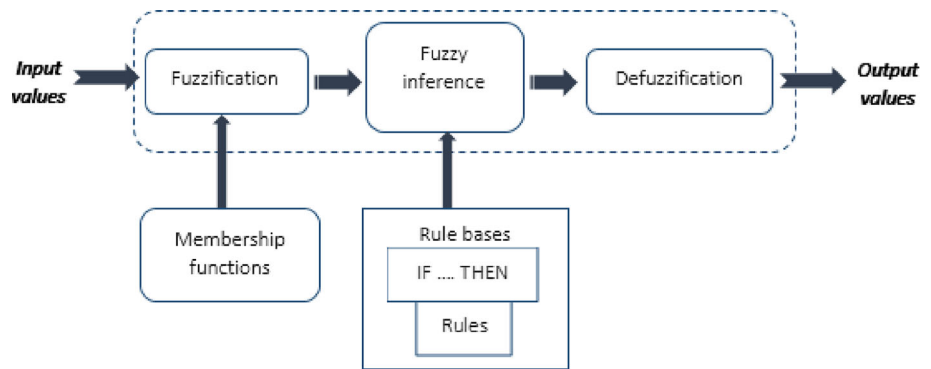 Input
values
Fuzzification
Fuzzy
inference
Defuzzification
Output
values
Membership
functions
Rule bases
IF .... THEN
Rules